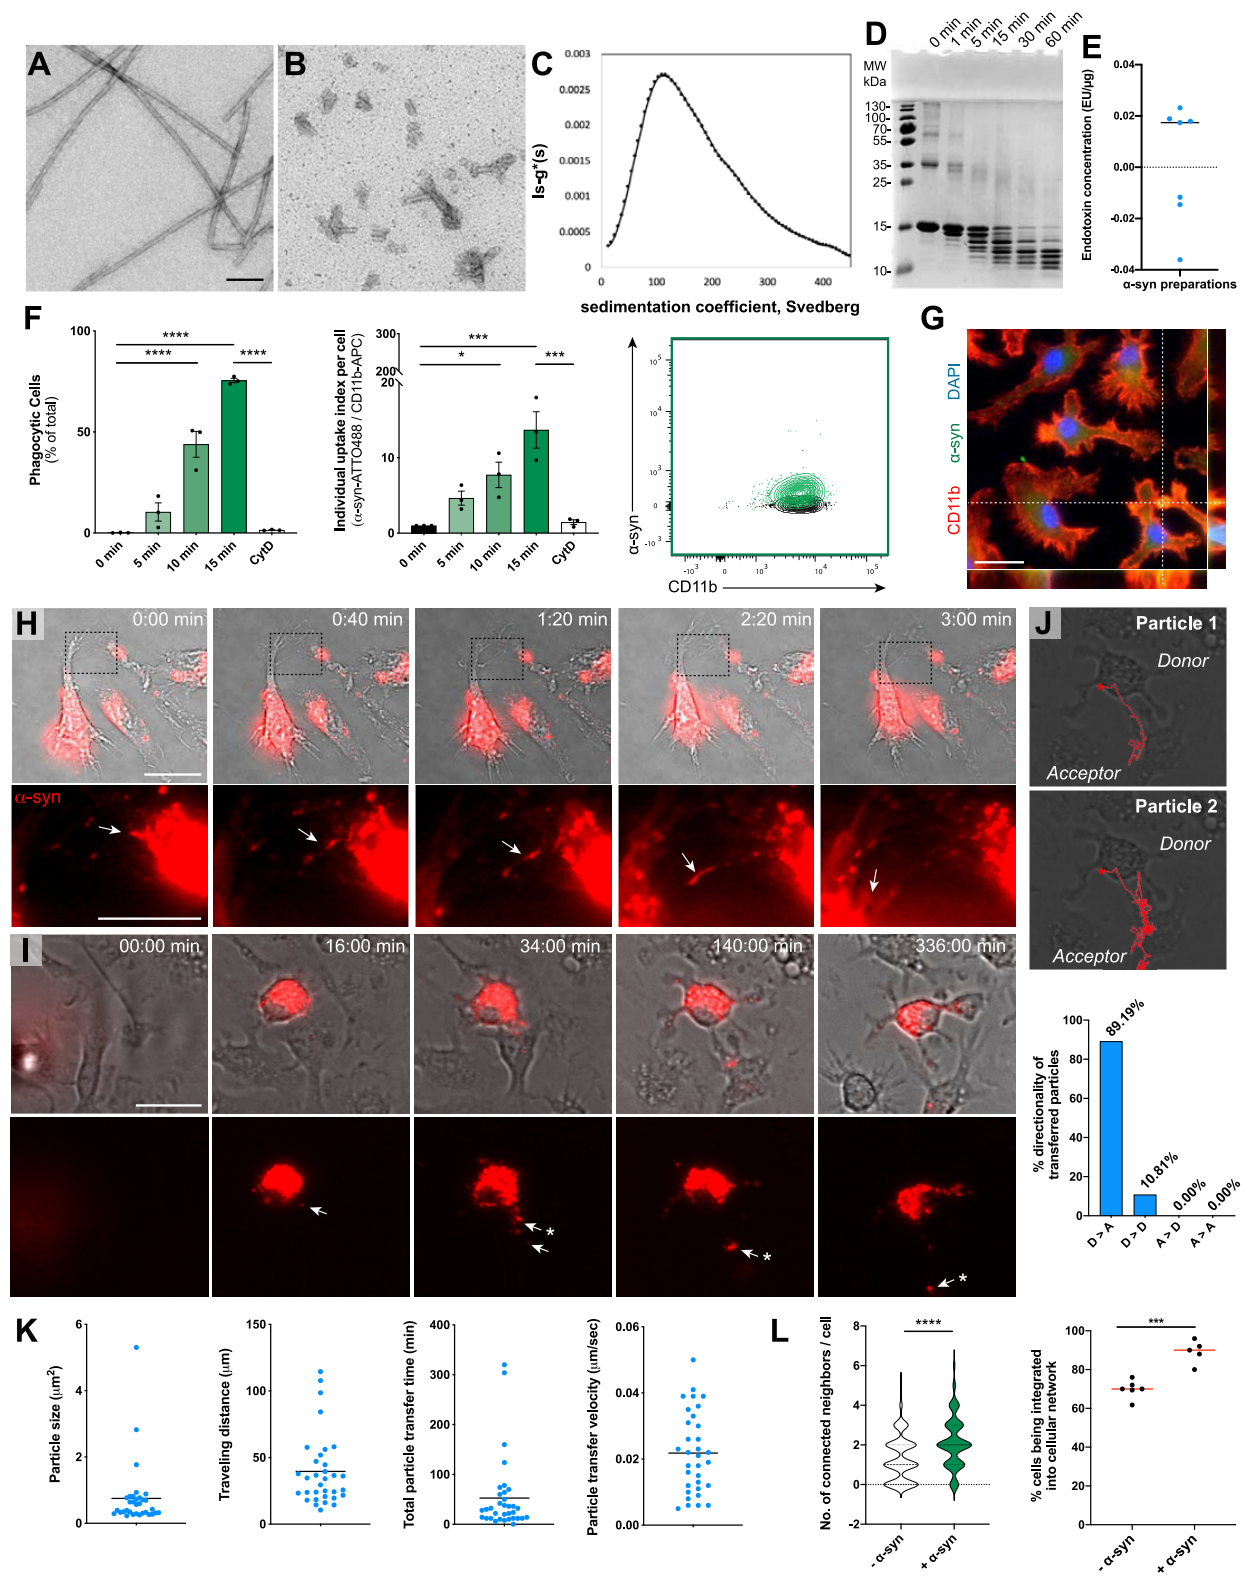 A
B
C
Is-g*(s)
0.003
0.0025
0.002
0.0015
0.001
0.0005
0
0
100
200
300
400
sedimentation coefficient, Svedberg
D
0 min
1 min
5 min
15 min
30 min
60 min
MW
kDa
130-
100-
70-
55-
35-
25-
15-
10-
E
Endotoxin concentration (EU/µg)
0.04
0.02
0.00
-0.02
-0.04
α-syn preparations
F
Phagocytic Cells
(% of total)
100
50
0
****
****
****
0 min
5 min
10 min
15 min
CytD
Individual uptake index per cell
(α-syn-ATTO488 / CD11b-APC)
300
200
20
10
0
***
*
***
0 min
5 min
10 min
15 min
CytD
α-syn
10⁵
10⁴
10³
0
-10³
-10³
0
10³
10⁴
10⁵
CD11b
G
CD11b
α-syn
DAPI
H
0:00 min
0:40 min
1:20 min
2:20 min
3:00 min
α-syn
I
00:00 min
16:00 min
34:00 min
140:00 min
336:00 min
*
*
*
J
Particle 1
Donor
Acceptor
Particle 2
Donor
Acceptor
% directionality of
transferred particles
100
80
60
40
20
0
89.19%
10.81%
0.00%
0.00%
D > A
D > D
A > D
A > A
K
Particle size (µm²)
6
4
2
0
Traveling distance (µm)
150
100
50
0
Total particle transfer time (min)
400
300
200
100
0
Particle transfer velocity (µm/sec)
0.06
0.04
0.02
0.00
L
No. of connected neighbors / cell
8
6
4
2
0
-2
****
- α-syn
+ α-syn
% cells being integrated
into cellular network
100
80
60
40
20
0
***
- α-syn
+ α-syn